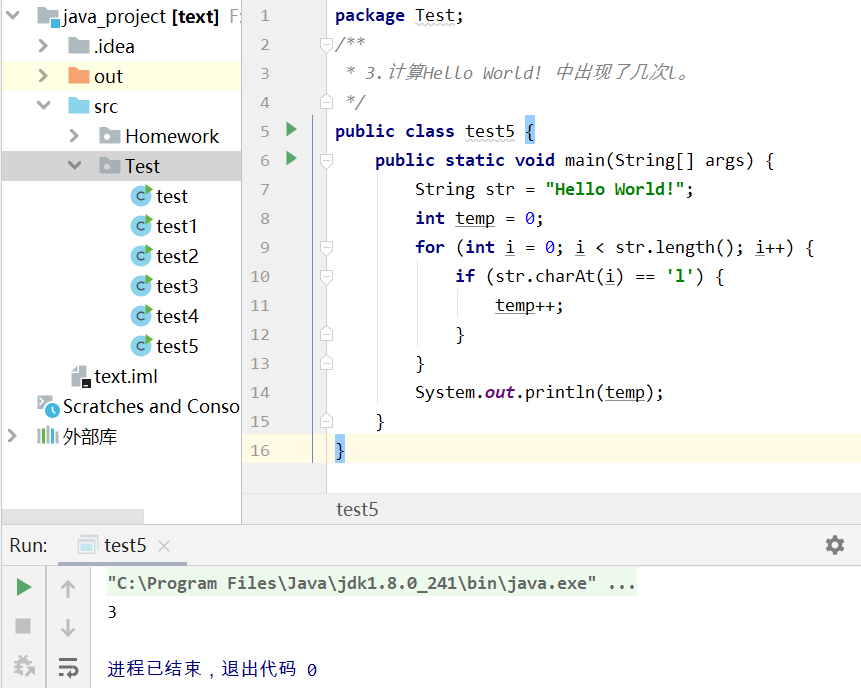 java_project [text] F:
.idea
out
src
Homework
Test
test
test1
test2
test3
test4
test5
text.iml
Scratches and Conso
外部库
1 package Test;
2 /**
3 * 3.计算Hello World! 中出现了几次l。
4 */
5 public class test5 {
6 public static void main(String[] args) {
7 String str = "Hello World!";
8 int temp = 0;
9 for (int i = 0; i < str.length(); i++) {
10 if (str.charAt(i) == 'l') {
11 temp++;
12 }
13 }
14 System.out.println(temp);
15 }
16 }
test5
Run: test5
"C:\Program Files\Java\jdk1.8.0_241\bin\java.exe" ...
3
进程已结束，退出代码 0